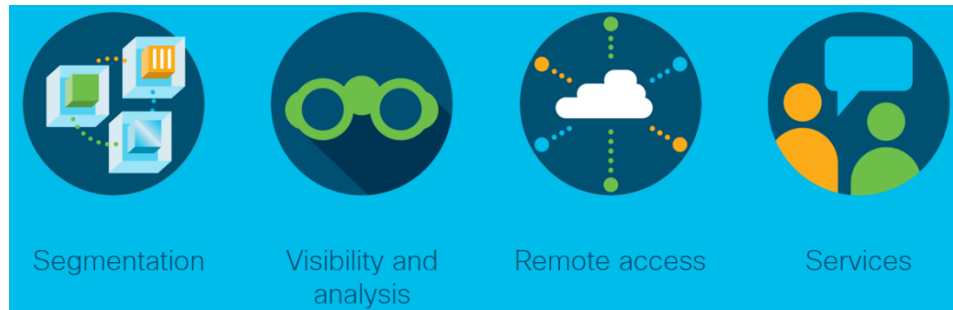 Segmentation
Visibility and
analysis
Remote access
Services